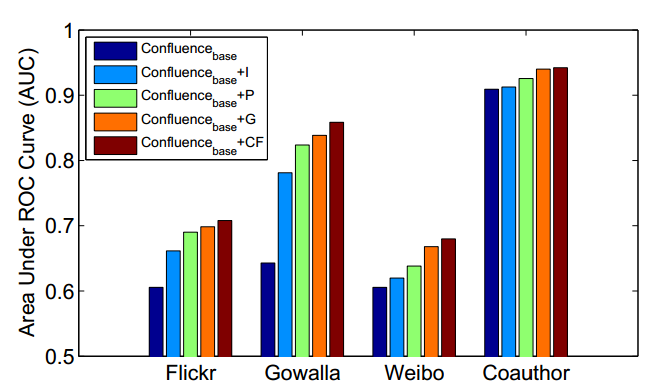 Area Under ROC Curve (AUC)
1
0.9
0.8
0.7
0.6
0.5
Confluence_base
Confluence_base+I
Confluence_base+P
Confluence_base+G
Confluence_base+CF
Flickr Gowalla Weibo Coauthor